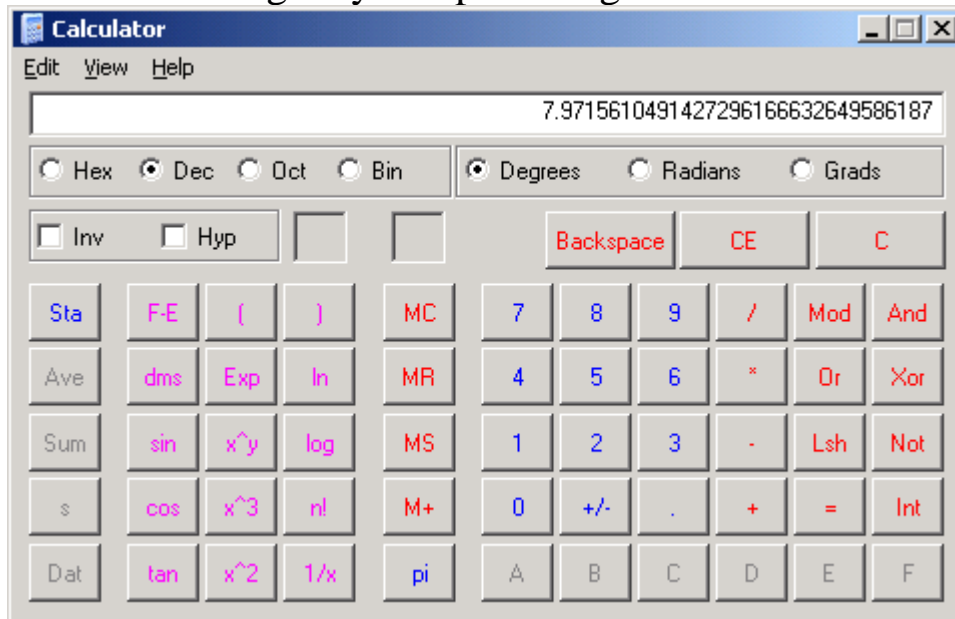 Calculator
Edit View Help
7.9715610491427296166632649586187
Hex Dec Oct Bin Degrees Radians Grads
Inv Hyp Backspace CE C
Sta F-E ( ) MC 7 8 9 / Mod And
Ave dms Exp ln MR 4 5 6 * Or Xor
Sum sin x^y log MS 1 2 3 - Lsh Not
s cos x^3 n! M+ 0 +/- . + = Int
Dat tan x^2 1/x pi A B C D E F